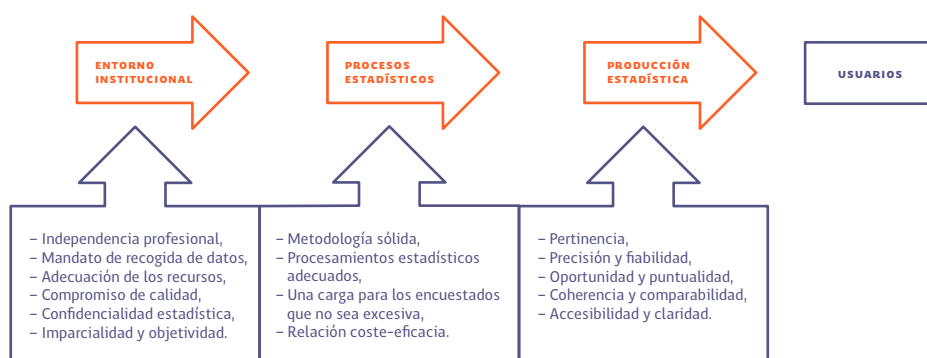 ENTORNO
INSTITUCIONAL
PROCESOS
ESTADÍSTICOS
PRODUCCIÓN
ESTADÍSTICA
USUARIOS
– Independencia profesional,
– Mandato de recogida de datos,
– Adecuación de los recursos,
– Compromiso de calidad,
– Confidencialidad estadística,
– Imparcialidad y objetividad.
– Metodología sólida,
– Procesamientos estadísticos
adecuados,
– Una carga para los encuestados
que no sea excesiva,
– Relación coste-eficacia.
– Pertinencia,
– Precisión y fiabilidad,
– Oportunidad y puntualidad,
– Coherencia y comparabilidad,
– Accesibilidad y claridad.